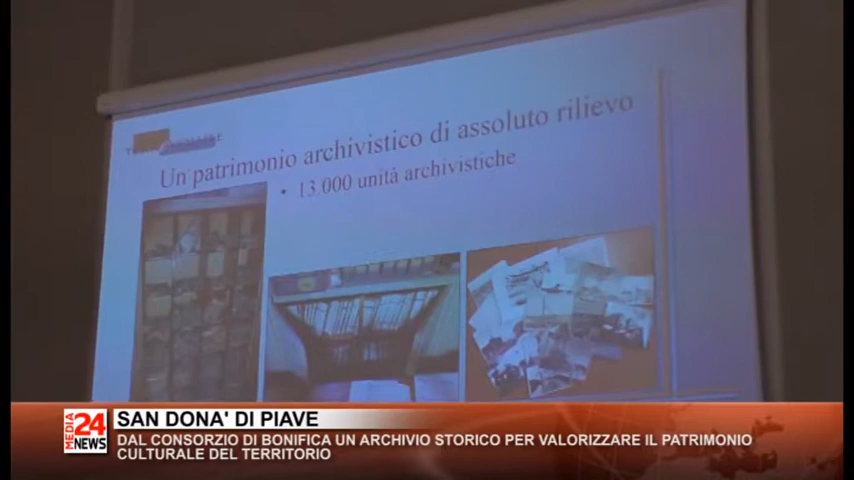 Un patrimonio archivistico di assoluto rilievo
• 13.000 unità archivistiche
MEDIA
24
NEWS
SAN DONA' DI PIAVE
DAL CONSORZIO DI BONIFICA UN ARCHIVIO STORICO PER VALORIZZARE IL PATRIMONIO
CULTURALE DEL TERRITORIO